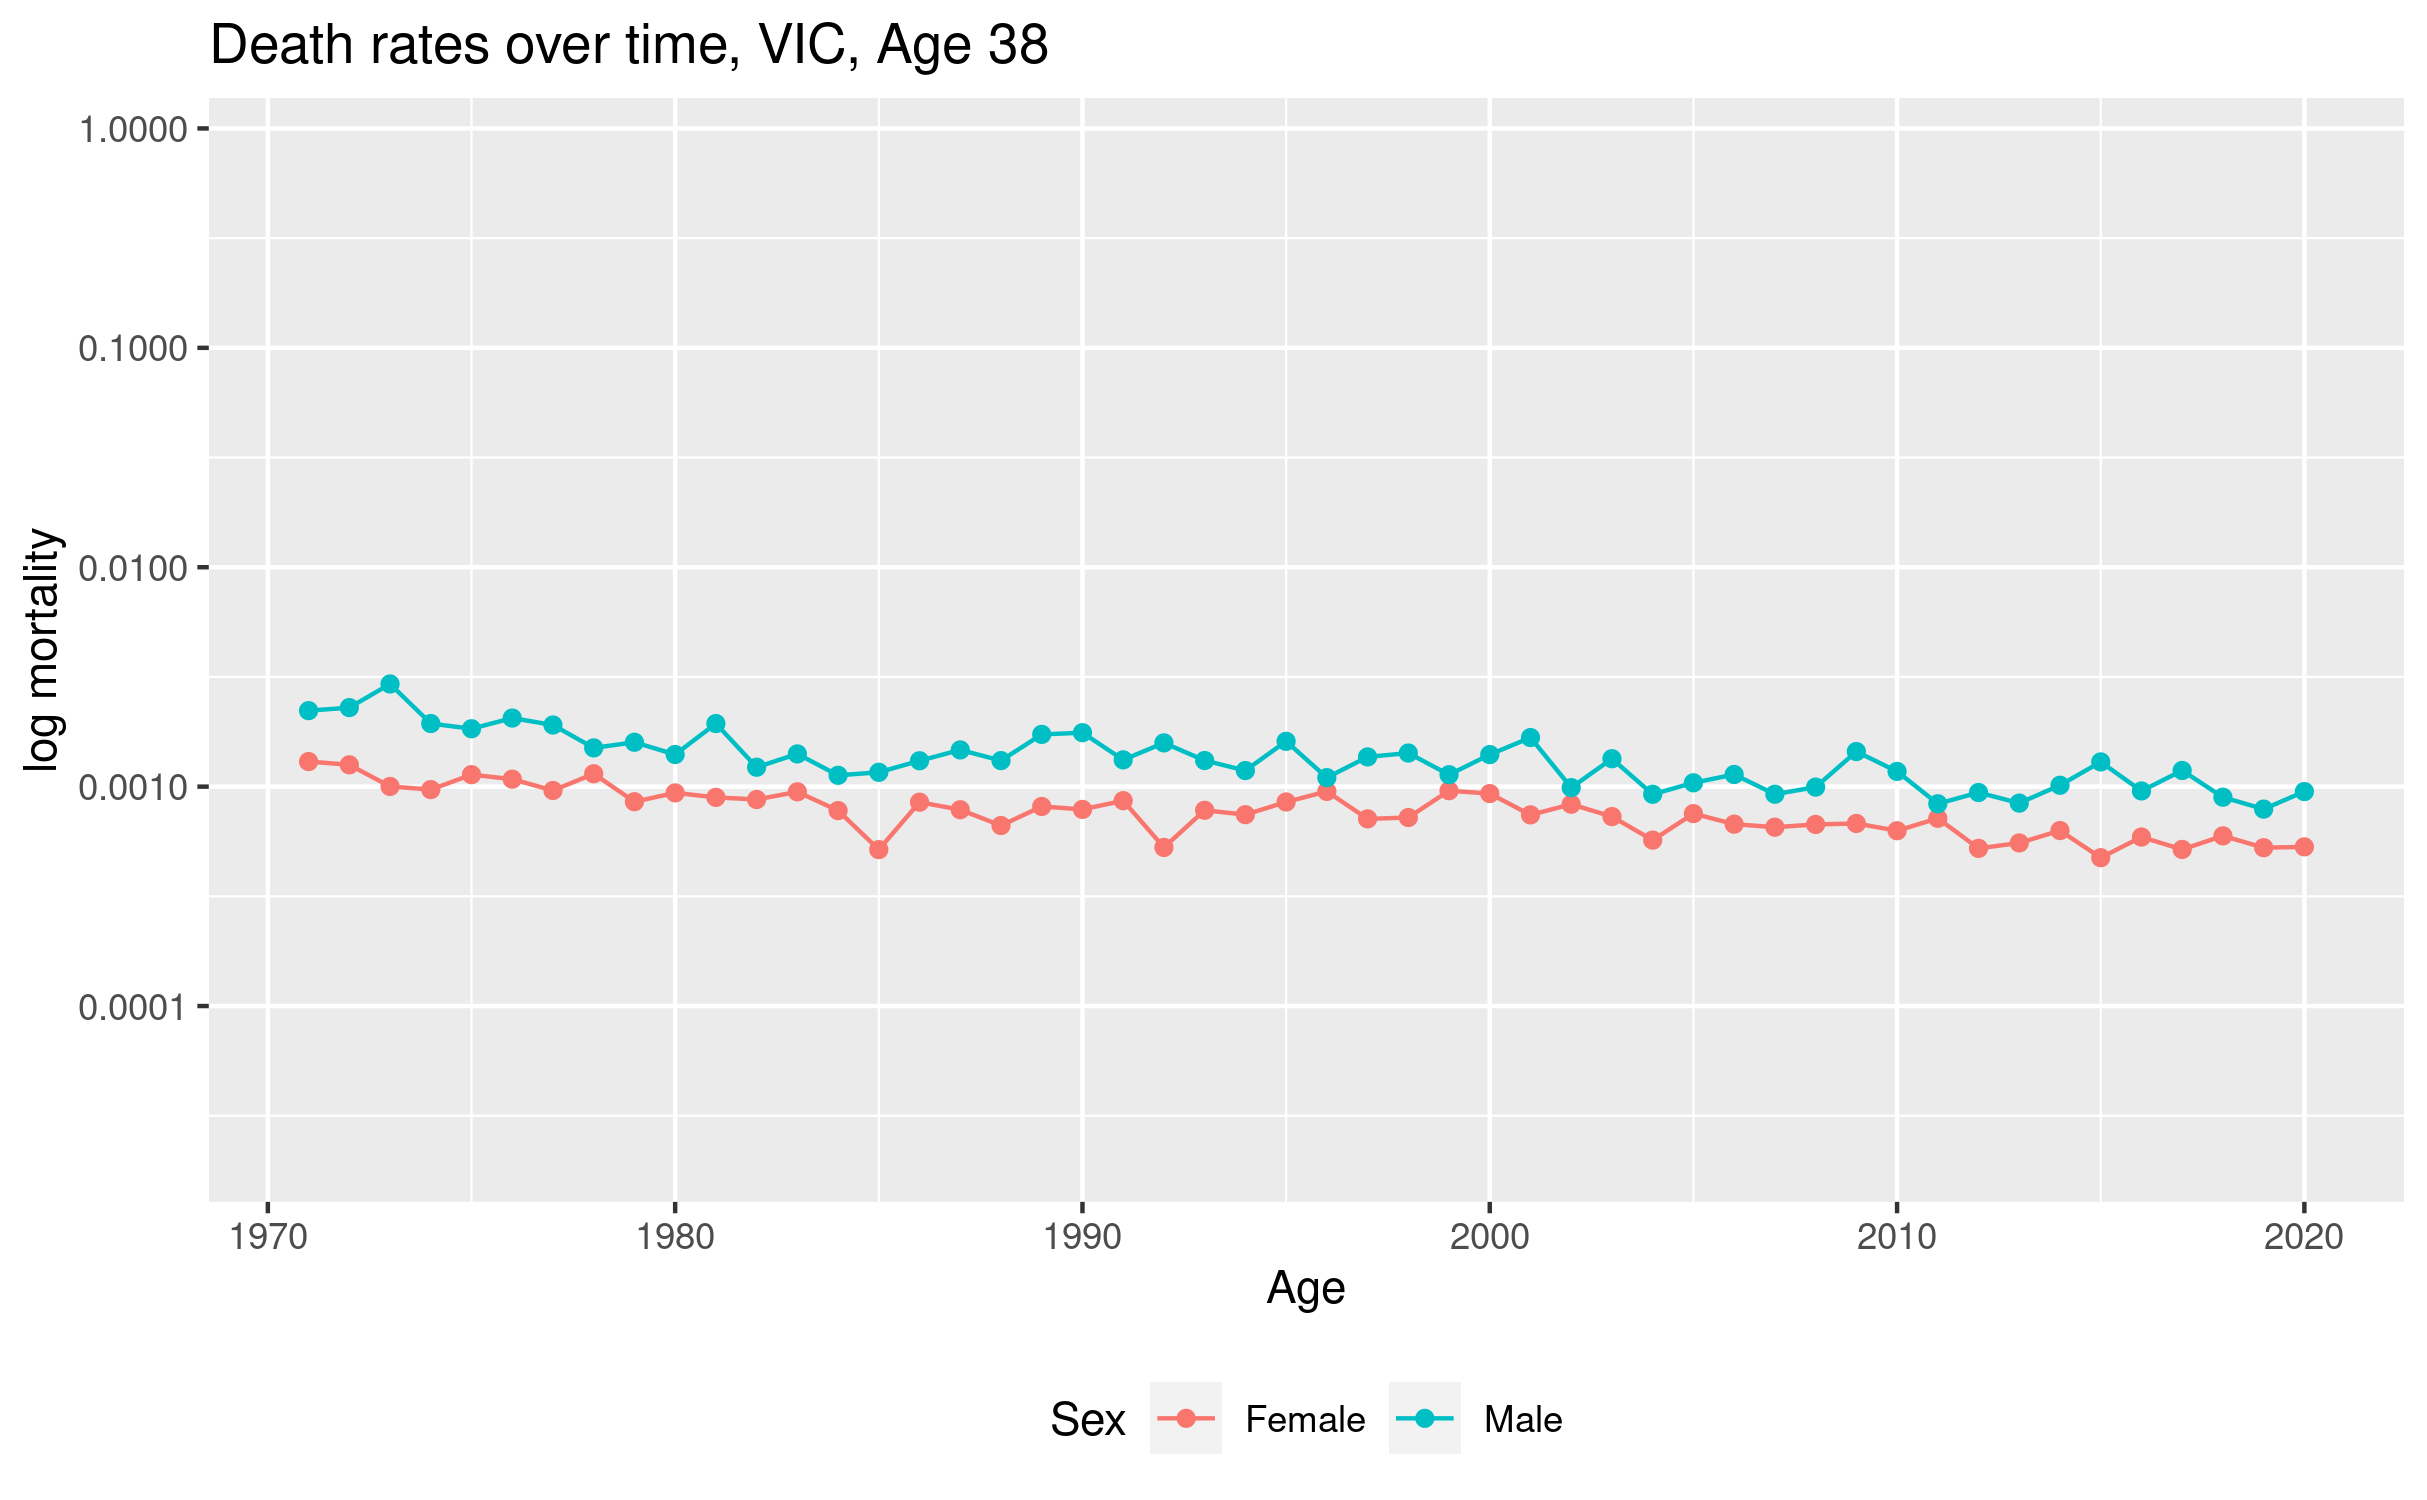 Death rates over time, VIC, Age 38
log mortality
1.0000
0.1000
0.0100
0.0010
0.0001
1970 1980 1990 2000 2010 2020
Age
Sex Female Male